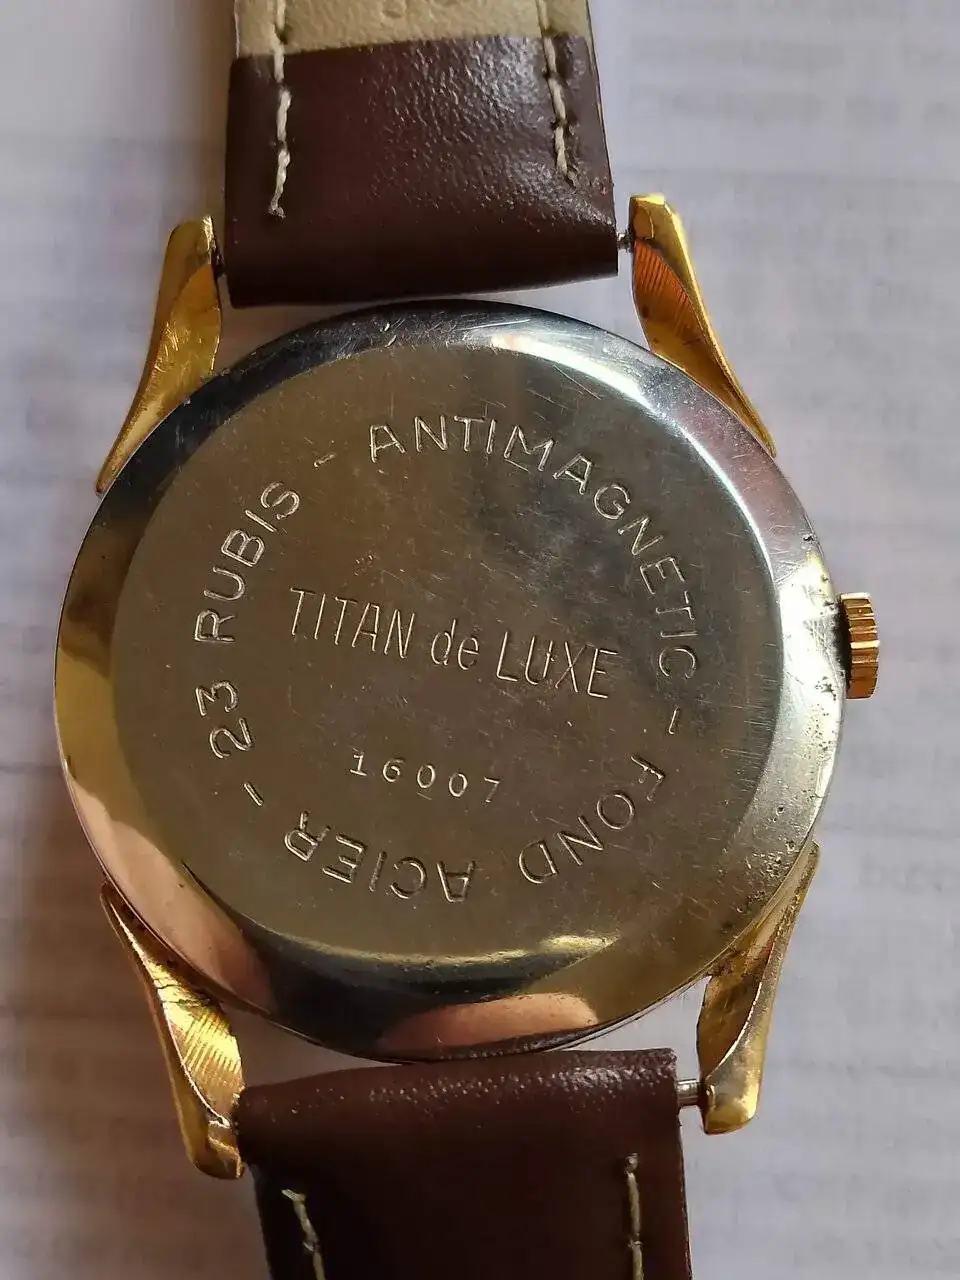 ANTIMAGNETIC - FOND ACIER - 23 RUBIS -
TITAN de LUXE
16007